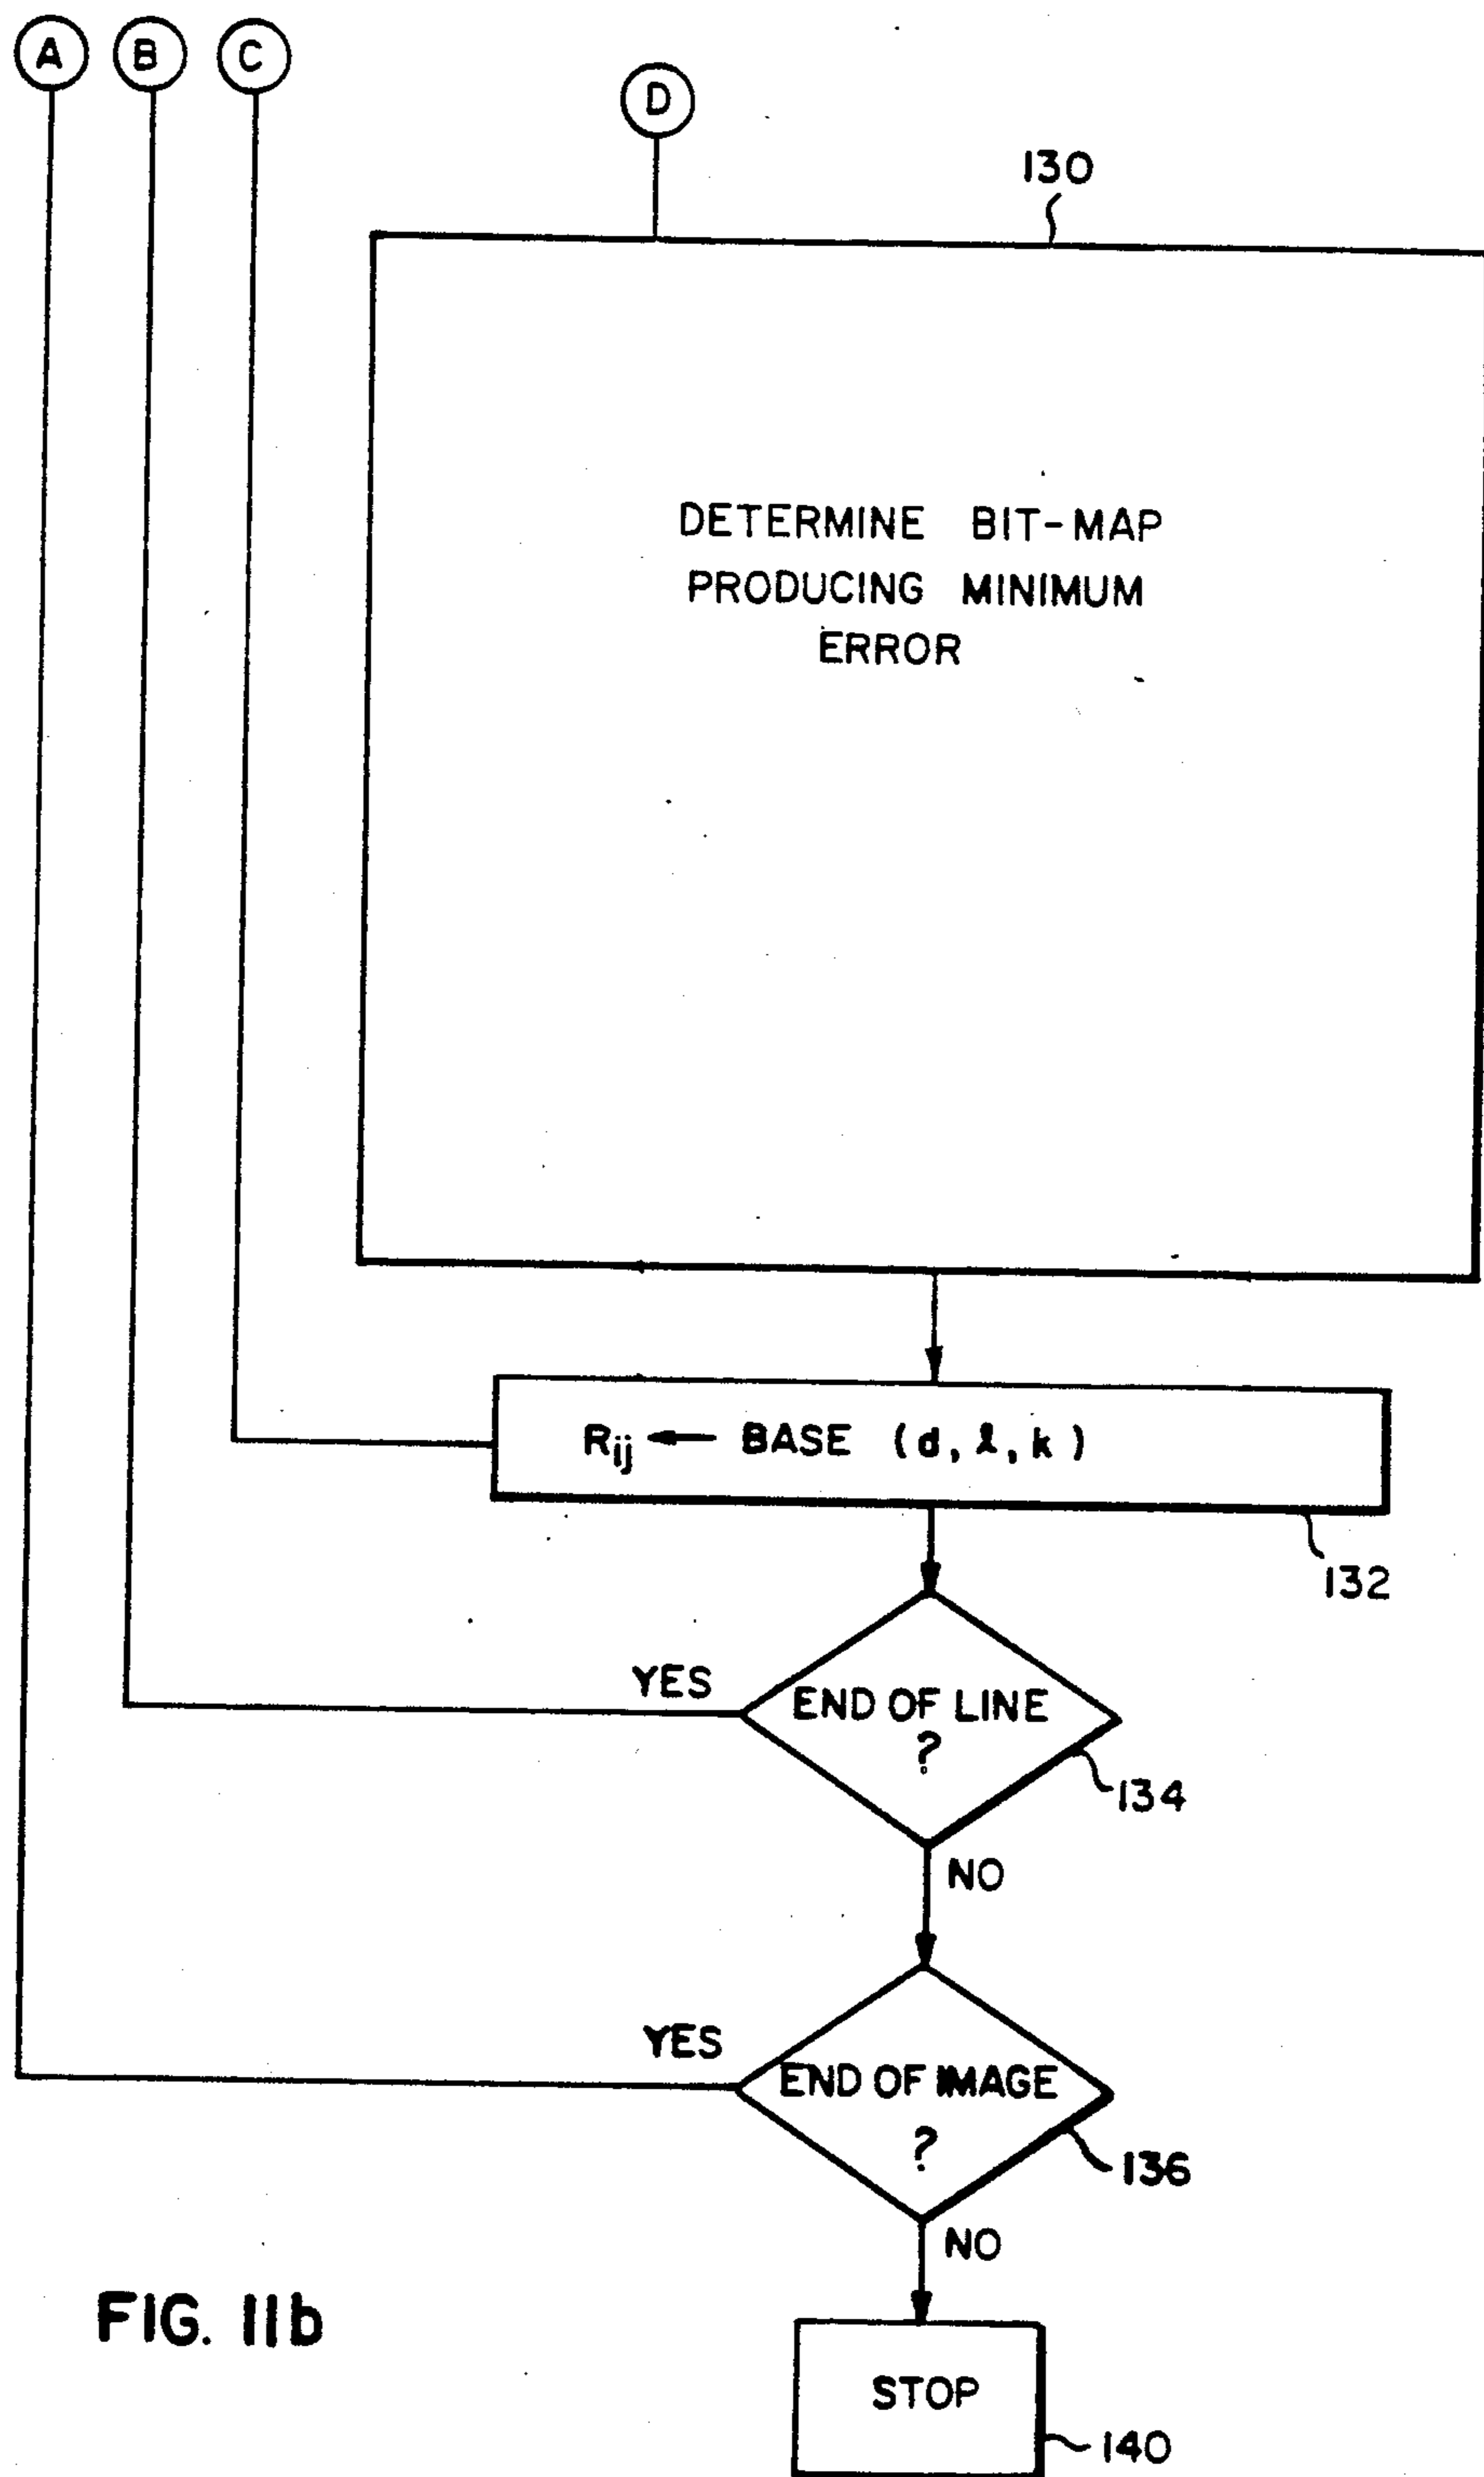 A B C
D
130
DETERMINE BIT-MAP
PRODUCING MINIMUM
ERROR
Rij ← BASE (d, ℓ, k)
132
YES
END OF LINE
?
134
NO
YES
END OF IMAGE
?
136
NO
STOP
140
FIG. 11b